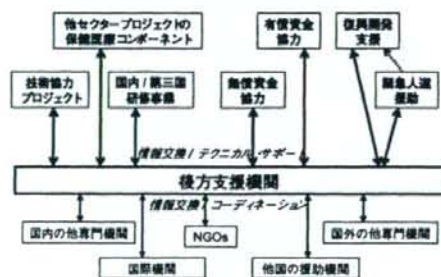 他セクタープロジェクトの
保健医療コンポーネント
有償資金
協力
復興開発
支援
技術協力
プロジェクト
国内/第三国
研修事業
無償資金
協力
緊急人道
援助
情報交換/テクニカル・サポート
後方支援機関
情報交換/コーディネーション
国内の他専門機関
NGOs
国外の他専門機関
国際機関
他国の援助機関